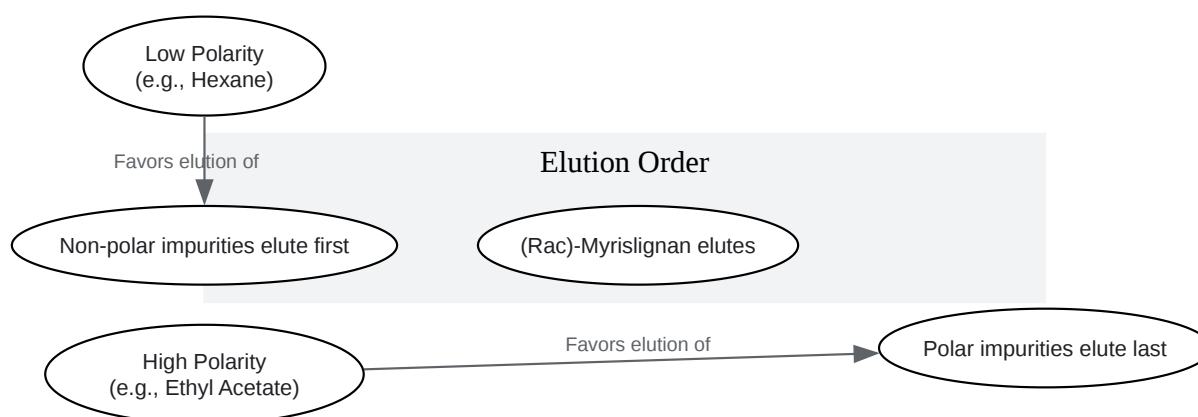 Low Polarity
(e.g., Hexane)
Favors elution of
Elution Order
Non-polar impurities elute first
(Rac)-Myrislignan elutes
High Polarity
(e.g., Ethyl Acetate)
Favors elution of
Polar impurities elute last